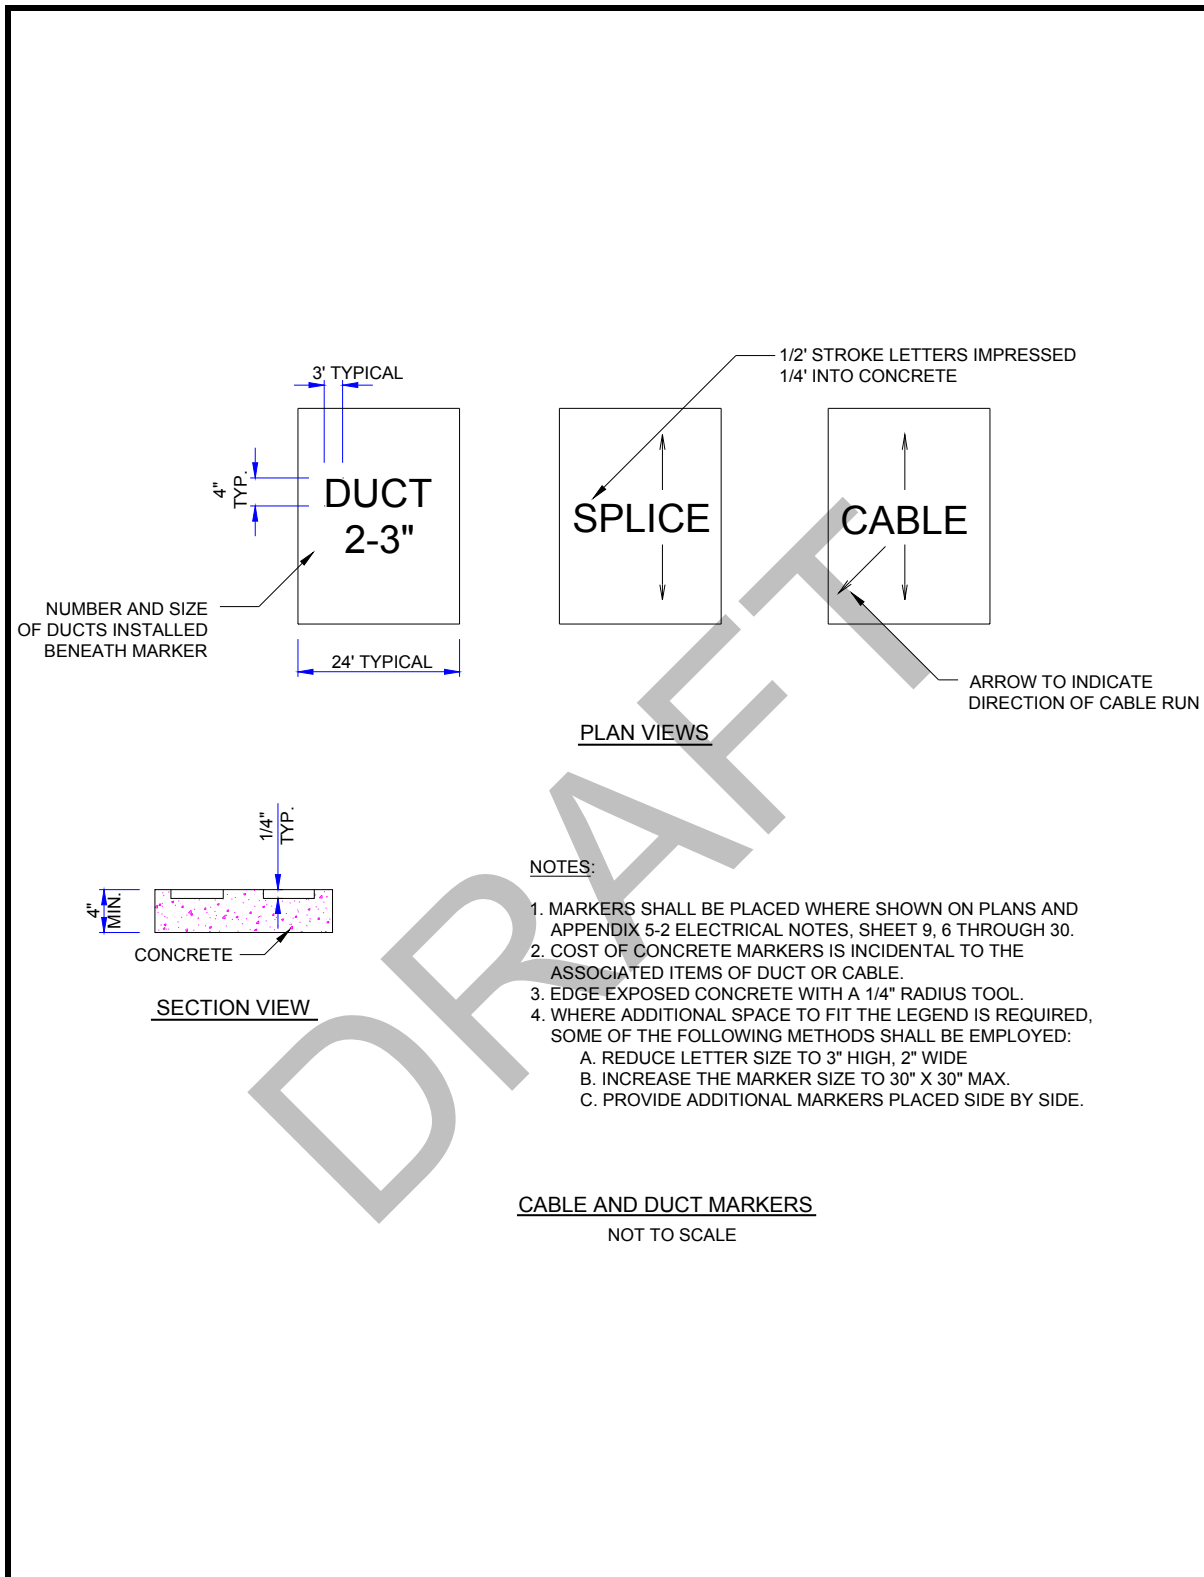 1/2' STROKE LETTERS IMPRESSED
1/4' INTO CONCRETE
3' TYPICAL
4"
TYP.
DUCT
2-3"
SPLICE
CABLE
NUMBER AND SIZE
OF DUCTS INSTALLED
BENEATH MARKER
24' TYPICAL
ARROW TO INDICATE
DIRECTION OF CABLE RUN
PLAN VIEWS
1/4"
TYP.
4"
MIN.
CONCRETE
SECTION VIEW
NOTES:
1. MARKERS SHALL BE PLACED WHERE SHOWN ON PLANS AND
APPENDIX 5-2 ELECTRICAL NOTES, SHEET 9, 6 THROUGH 30.
2. COST OF CONCRETE MARKERS IS INCIDENTAL TO THE
ASSOCIATED ITEMS OF DUCT OR CABLE.
3. EDGE EXPOSED CONCRETE WITH A 1/4" RADIUS TOOL.
4. WHERE ADDITIONAL SPACE TO FIT THE LEGEND IS REQUIRED,
SOME OF THE FOLLOWING METHODS SHALL BE EMPLOYED:
A. REDUCE LETTER SIZE TO 3" HIGH, 2" WIDE
B. INCREASE THE MARKER SIZE TO 30" X 30" MAX.
C. PROVIDE ADDITIONAL MARKERS PLACED SIDE BY SIDE.
CABLE AND DUCT MARKERS
NOT TO SCALE
DRAFT